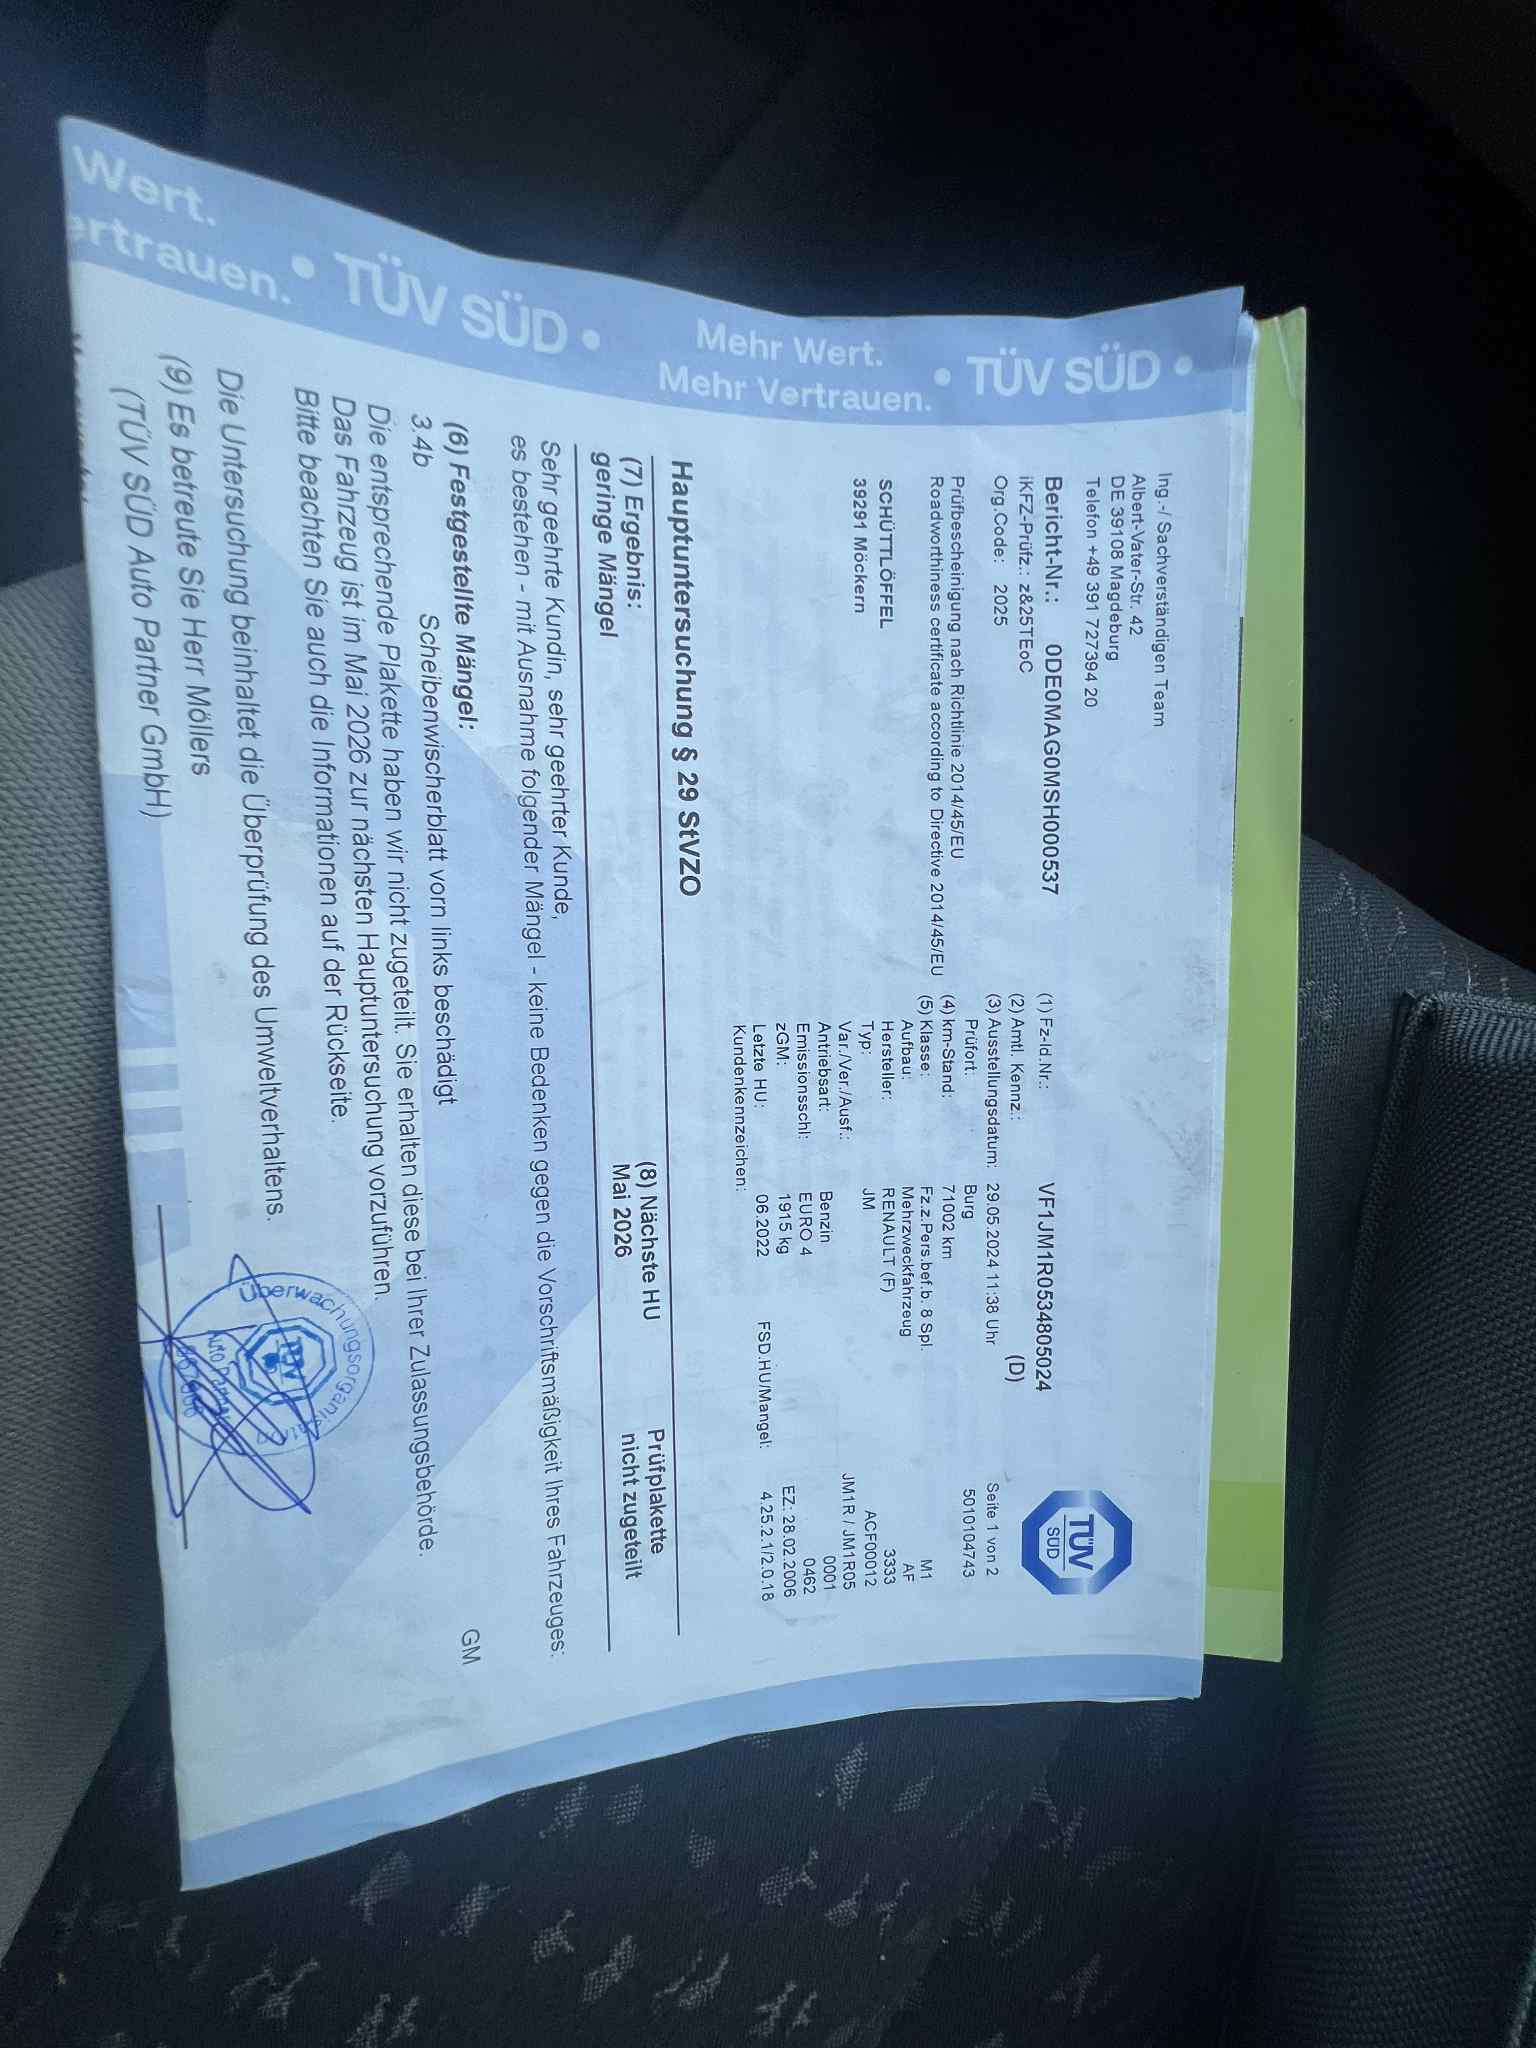 Wert.
ertrauen.
• TÜV SÜD •
Mehr Wert.
Mehr Vertrauen.
• TÜV SÜD •
Ing.-/ Sachverständigen Team
Albert-Vater-Str. 42
DE 39108 Magdeburg
Telefon +49 391 727394 20
TÜV
SÜD
Bericht-Nr.: 0DE0MAG0MSH000537
iKFZ-Prüfz.: z&25TEoC
Org.Code: 2025
Prüfbescheinigung nach Richtlinie 2014/45/EU
Roadworthiness certificate according to Directive 2014/45/EU
SCHÜTTLÖFFEL
39291 Möckern
(1) Fz-Id.Nr.: VF1JM1R0534805024
(2) Amtl. Kennz.: (D)
(3) Ausstellungsdatum: 29.05.2024 11:38 Uhr Seite 1 von 2
Prüfort: Burg 5010104743
(4) km-Stand: 71002 km
(5) Klasse: Fz.z.Pers.bef.b. 8 Spl. M1
Aufbau: Mehrzweckfahrzeug AF
Hersteller: RENAULT (F) 3333
Typ: JM ACF00012
Var./Ver./Ausf.: JM1R / JM1R05
Antriebsart: Benzin 0001
Emissionsschl: EURO 4 0462
zGM: 1915 kg EZ: 28.02.2006
Letzte HU: 06.2022 FSD.HU/Mangel: 4.25.2.1/2.0.18
Kundenkennzeichen:
Hauptuntersuchung § 29 StVZO
(7) Ergebnis: (8) Nächste HU Prüfplakette
geringe Mängel Mai 2026 nicht zugeteilt
Sehr geehrte Kundin, sehr geehrter Kunde,
es bestehen - mit Ausnahme folgender Mängel - keine Bedenken gegen die Vorschriftsmäßigkeit Ihres Fahrzeuges:
(6) Festgestellte Mängel:
3.4b Scheibenwischerblatt vorn links beschädigt GM
Die entsprechende Plakette haben wir nicht zugeteilt. Sie erhalten diese bei Ihrer Zulassungsbehörde.
Das Fahrzeug ist im Mai 2026 zur nächsten Hauptuntersuchung vorzuführen.
Bitte beachten Sie auch die Informationen auf der Rückseite.
Die Untersuchung beinhaltet die Überprüfung des Umweltverhaltens.
(9) Es betreute Sie Herr Möllers
(TÜV SÜD Auto Partner GmbH)
Überwachungsorganisation
TÜV